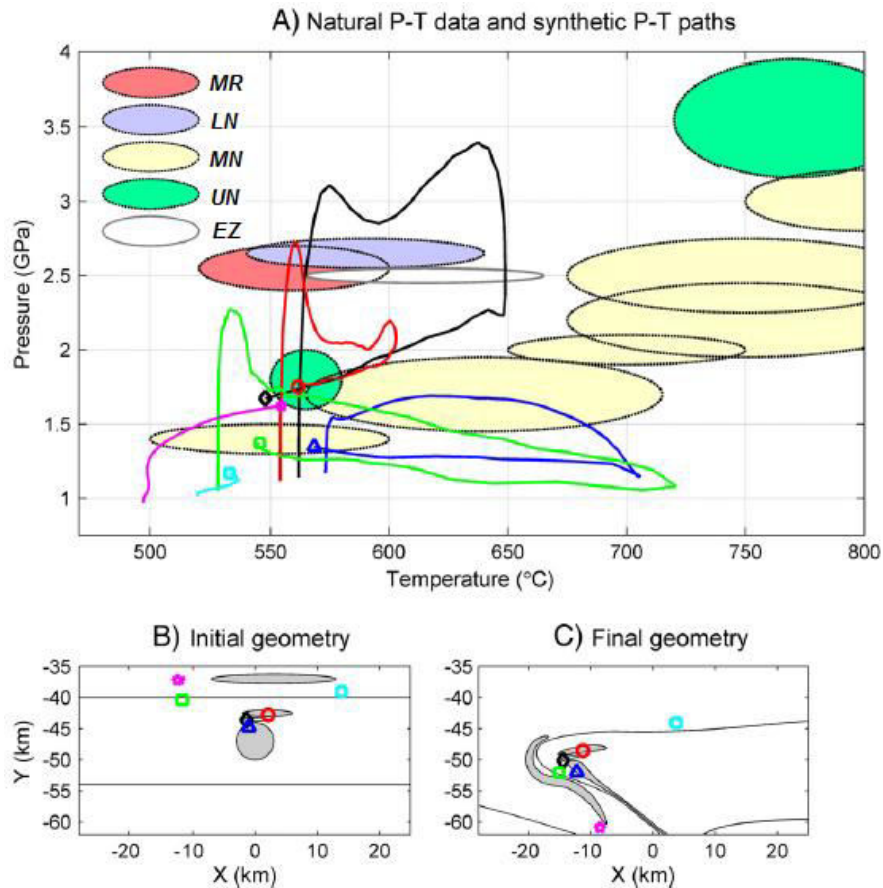 A) Natural P-T data and synthetic P-T paths
4
3.5
3
2.5
2
1.5
1
Pressure (GPa)
MR
LN
MN
UN
EZ
500 550 600 650 700 750 800
Temperature (°C)
B) Initial geometry
-35
-40
-45
-50
-55
-60
Y (km)
-20 -10 0 10 20
X (km)
C) Final geometry
-35
-40
-45
-50
-55
-60
-20 -10 0 10 20
X (km)